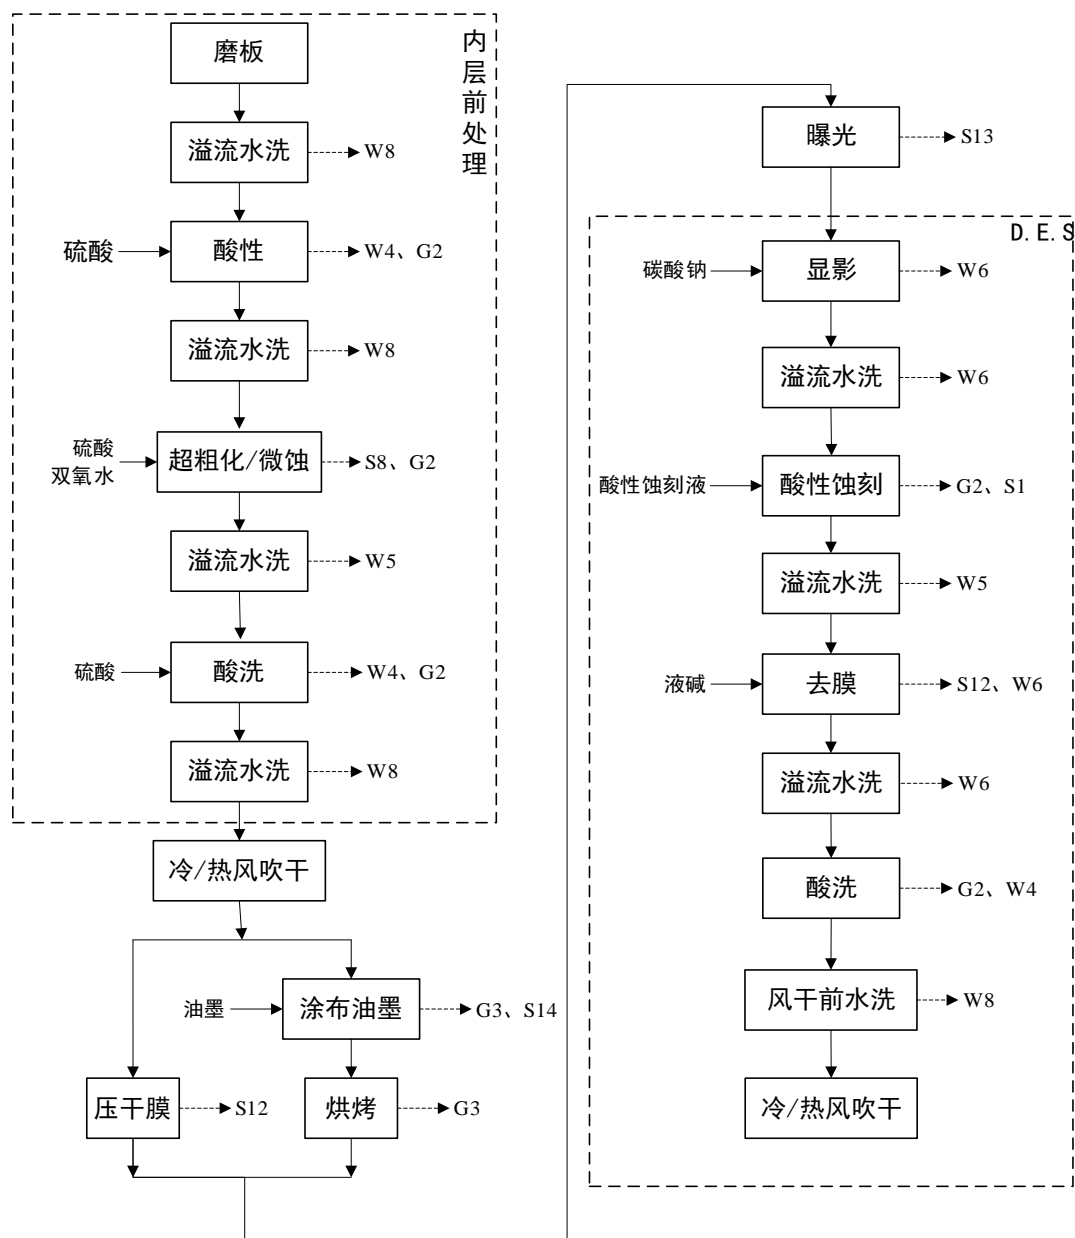 内层前处理
磨板
溢流水洗
W8
硫酸
酸性
W4、G2
溢流水洗
W8
硫酸
双氧水
超粗化/微蚀
S8、G2
溢流水洗
W5
硫酸
酸洗
W4、G2
溢流水洗
W8
冷/热风吹干
油墨
涂布油墨
G3、S14
压干膜
S12
烘烤
G3
曝光
S13
D.E.S
碳酸钠
显影
W6
溢流水洗
W6
酸性蚀刻液
酸性蚀刻
G2、S1
溢流水洗
W5
液碱
去膜
S12、W6
溢流水洗
W6
酸洗
G2、W4
风干前水洗
W8
冷/热风吹干